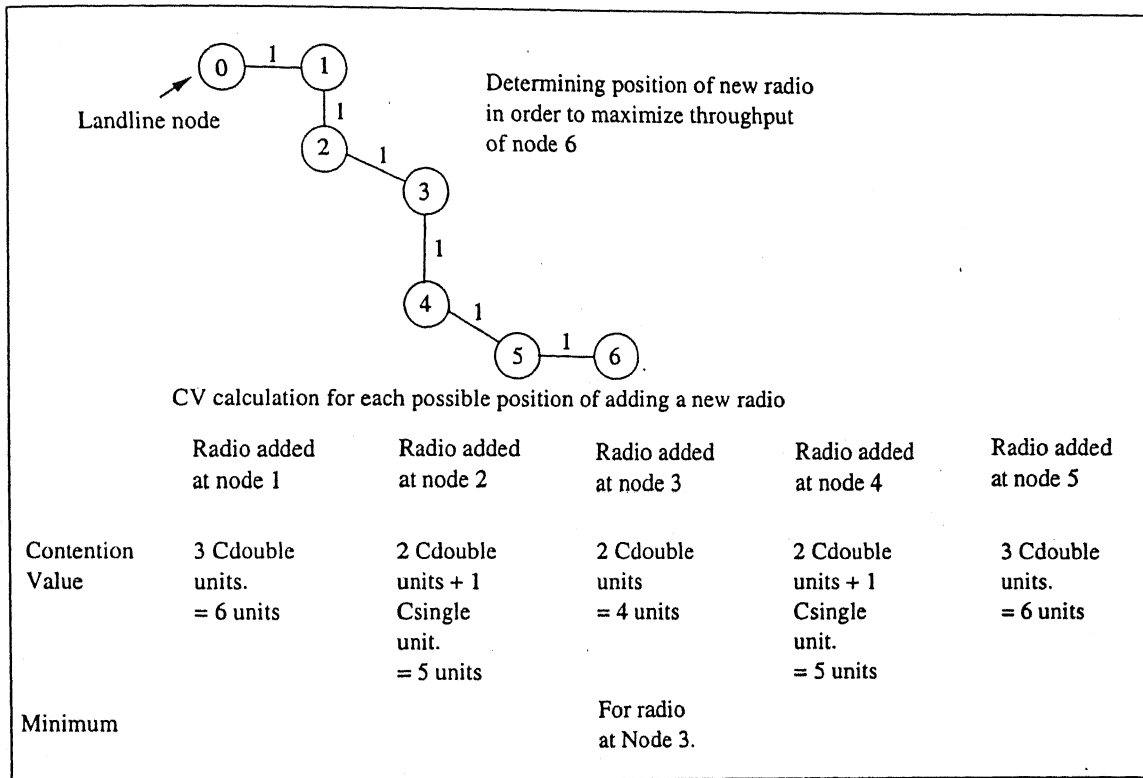 0 1 1
Landline node
Determining position of new radio
in order to maximize throughput
of node 6
1
2
1
3
1
4
1
5 1 6
CV calculation for each possible position of adding a new radio
Radio added
at node 1
Radio added
at node 2
Radio added
at node 3
Radio added
at node 4
Radio added
at node 5
Contention
Value
3 Cdouble
units.
= 6 units
2 Cdouble
units + 1
Csingle
unit.
= 5 units
2 Cdouble
units
= 4 units
2 Cdouble
units + 1
Csingle
unit.
= 5 units
3 Cdouble
units.
= 6 units
Minimum
For radio
at Node 3.